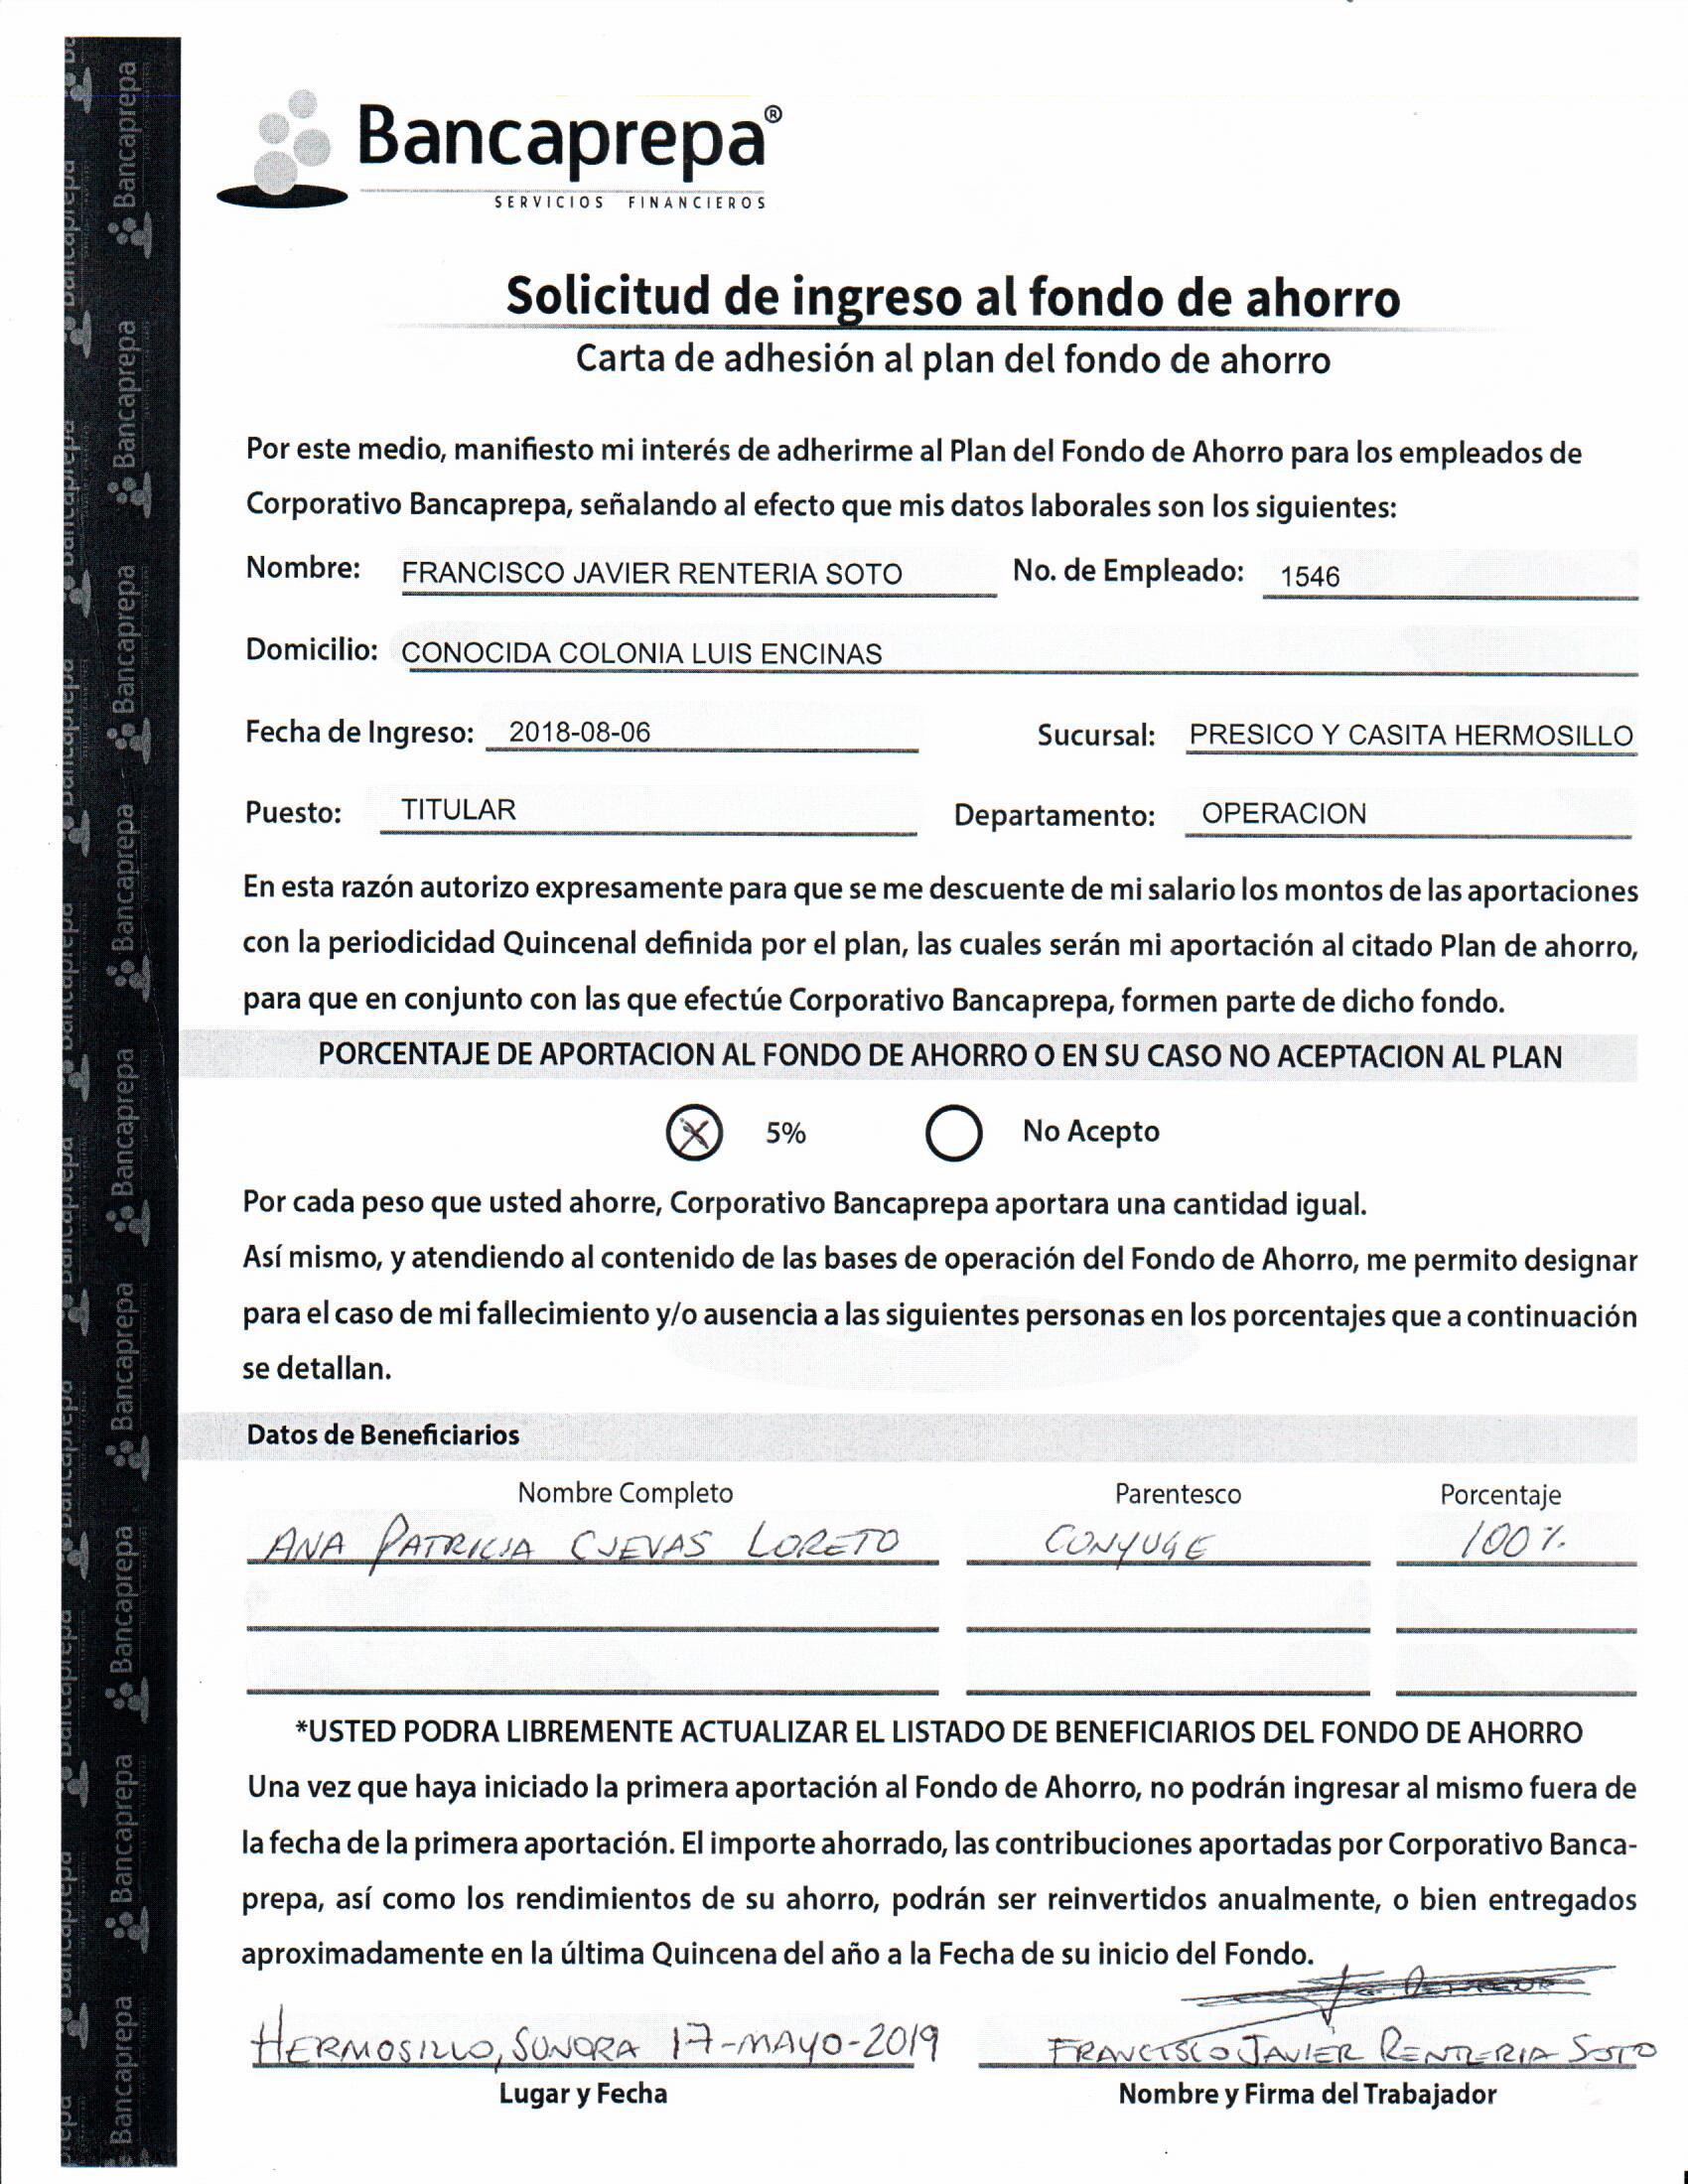 Bancaprepa®
SERVICIOS FINANCIEROS
Solicitud de ingreso al fondo de ahorro
Carta de adhesión al plan del fondo de ahorro
Por este medio, manifiesto mi interés de adherirme al Plan del Fondo de Ahorro para los empleados de
Corporativo Bancaprepa, señalando al efecto que mis datos laborales son los siguientes:
Nombre: FRANCISCO JAVIER RENTERIA SOTO No. de Empleado: 1546
Domicilio: CONOCIDA COLONIA LUIS ENCINAS
Fecha de Ingreso: 2018-08-06 Sucursal: PRESICO Y CASITA HERMOSILLO
Puesto: TITULAR Departamento: OPERACION
En esta razón autorizo expresamente para que se me descuente de mi salario los montos de las aportaciones
con la periodicidad Quincenal definida por el plan, las cuales serán mi aportación al citado Plan de ahorro,
para que en conjunto con las que efectúe Corporativo Bancaprepa, formen parte de dicho fondo.
PORCENTAJE DE APORTACION AL FONDO DE AHORRO O EN SU CASO NO ACEPTACION AL PLAN
5% No Acepto
Por cada peso que usted ahorre, Corporativo Bancaprepa aportara una cantidad igual.
Así mismo, y atendiendo al contenido de las bases de operación del Fondo de Ahorro, me permito designar
para el caso de mi fallecimiento y/o ausencia a las siguientes personas en los porcentajes que a continuación
se detallan.
Datos de Beneficiarios
Nombre Completo Parentesco Porcentaje
ANA PATRICIA CUEVAS LORETO CONYUGE 100%
*USTED PODRA LIBREMENTE ACTUALIZAR EL LISTADO DE BENEFICIARIOS DEL FONDO DE AHORRO
Una vez que haya iniciado la primera aportación al Fondo de Ahorro, no podrán ingresar al mismo fuera de
la fecha de la primera aportación. El importe ahorrado, las contribuciones aportadas por Corporativo Banca-
prepa, así como los rendimientos de su ahorro, podrán ser reinvertidos anualmente, o bien entregados
aproximadamente en la última Quincena del año a la Fecha de su inicio del Fondo.
HERMOSILLO, SONORA 17-MAYO-2019 FRANCISCO JAVIER RENTERIA SOTO
Lugar y Fecha Nombre y Firma del Trabajador